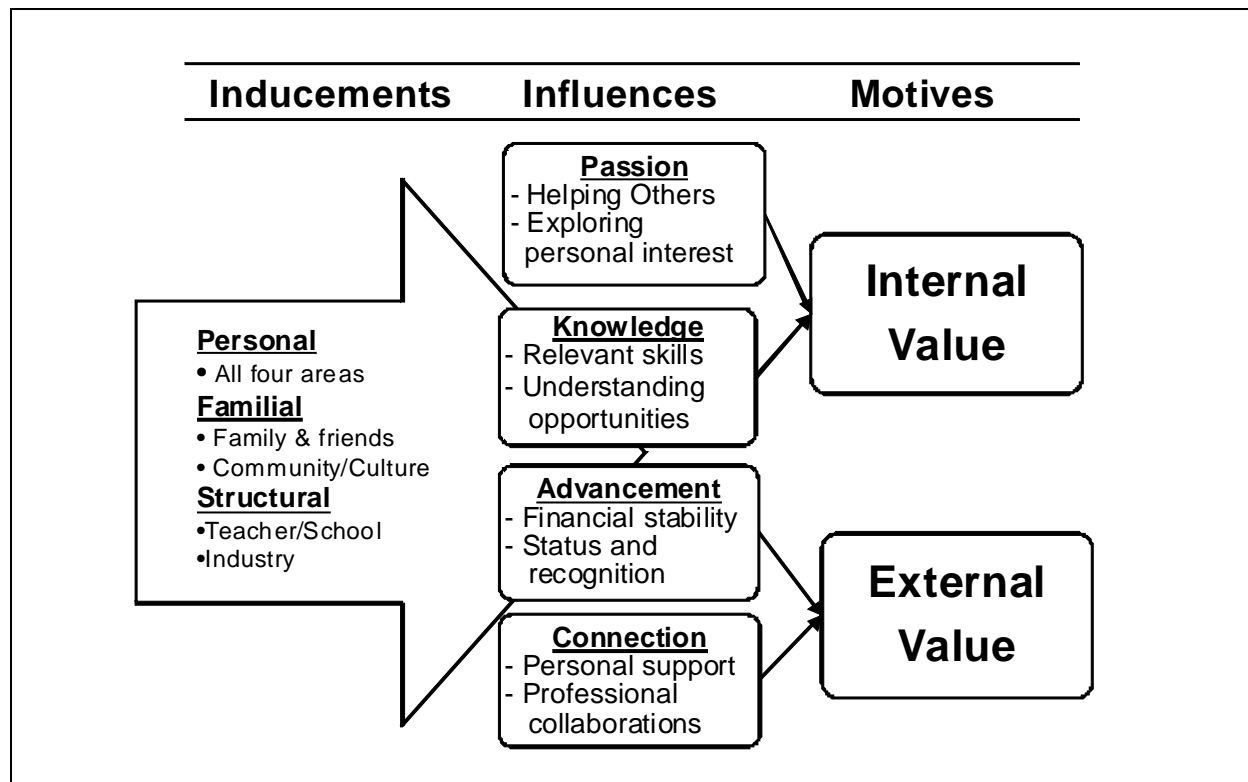 Inducements Influences Motives
Personal
• All four areas
Familial
• Family & friends
• Community/Culture
Structural
•Teacher/School
•Industry
Passion
- Helping Others
- Exploring
personal interest
Knowledge
- Relevant skills
- Understanding
opportunities
Advancement
- Financial stability
- Status and
recognition
Connection
- Personal support
- Professional
collaborations
Internal
Value
External
Value